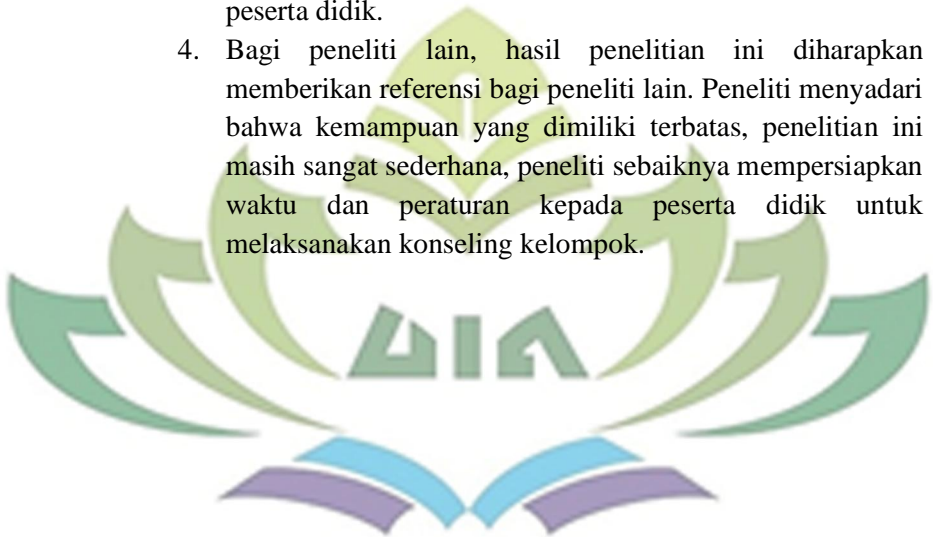 peserta didik.
4. Bagi peneliti lain, hasil penelitian ini diharapkan
memberikan referensi bagi peneliti lain. Peneliti menyadari
bahwa kemampuan yang dimiliki terbatas, penelitian ini
masih sangat sederhana, peneliti sebaiknya mempersiapkan
waktu dan peraturan kepada peserta didik untuk
melaksanakan konseling kelompok.
UIN